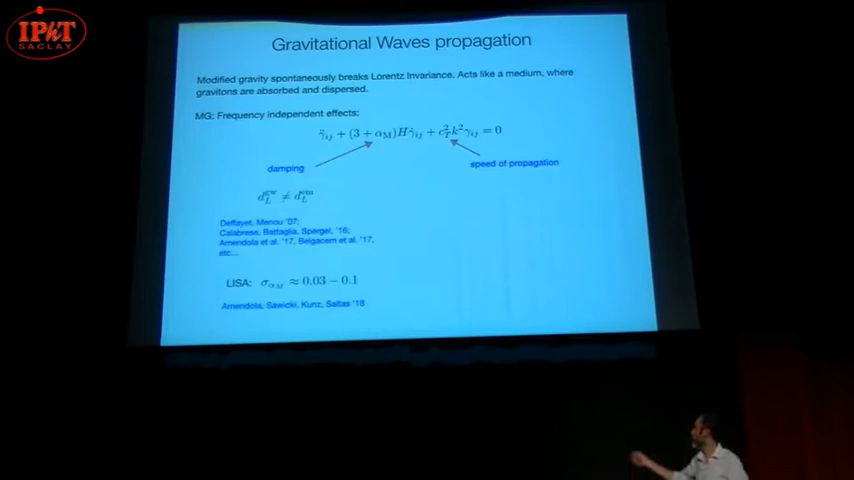 IPhT
SACLAY
Gravitational Waves propagation
Modified gravity spontaneously breaks Lorentz Invariance. Acts like a medium, where
gravitons are absorbed and dispersed.
MG: Frequency independent effects:
γ̈ᵢⱼ + (3 + α_M)Hγ̇ᵢⱼ + c_T²k²γᵢⱼ = 0
damping
speed of propagation
d_L^gw ≠ d_L^em
Deffayet, Menou '07;
Calabrese, Battaglia, Spergel, '16;
Amendola et al. '17, Belgacem et al. '17,
etc...
LISA: σ_α_M ≈ 0.03 − 0.1
Amendola, Sawicki, Kunz, Saltas '18